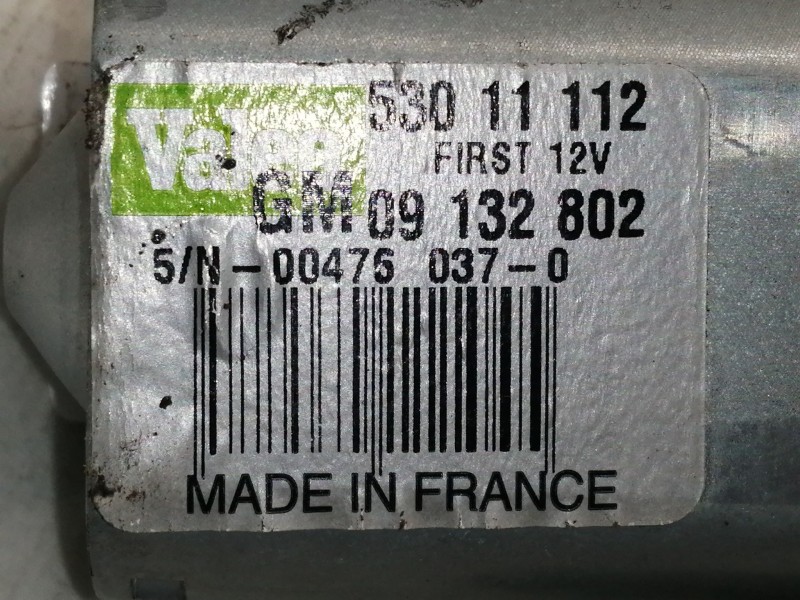 Valeo
530 11 112
FIRST 12V
GM 09 132 802
S/N-00476 037-0
MADE IN FRANCE